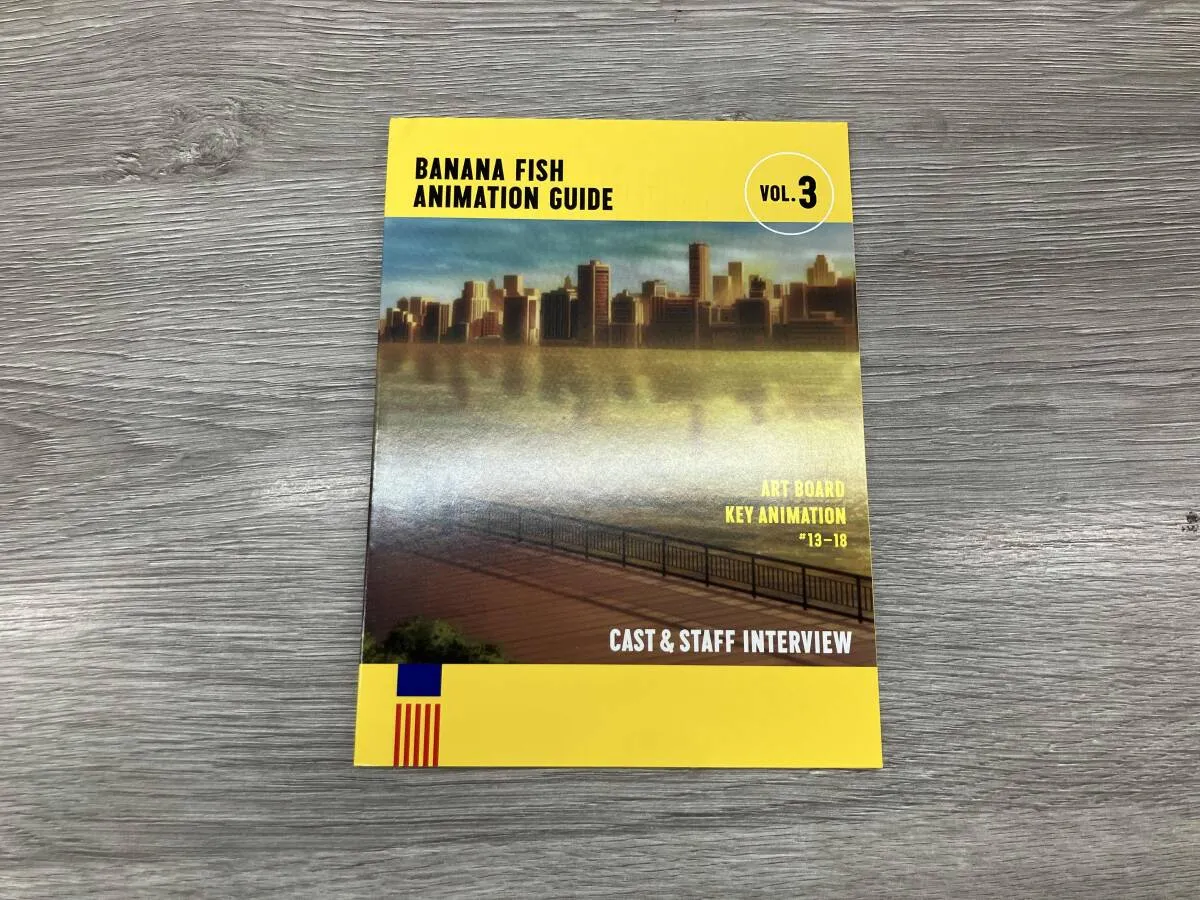 BANANA FISH
ANIMATION GUIDE
VOL.3
ART BOARD
KEY ANIMATION
#13–18
CAST & STAFF INTERVIEW